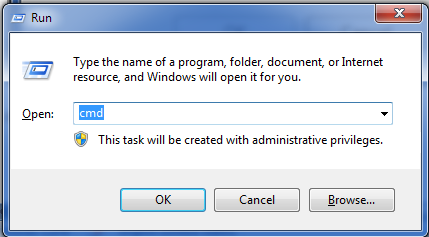 Run
Type the name of a program, folder, document, or Internet
resource, and Windows will open it for you.
Open: cmd
This task will be created with administrative privileges.
OK Cancel Browse...